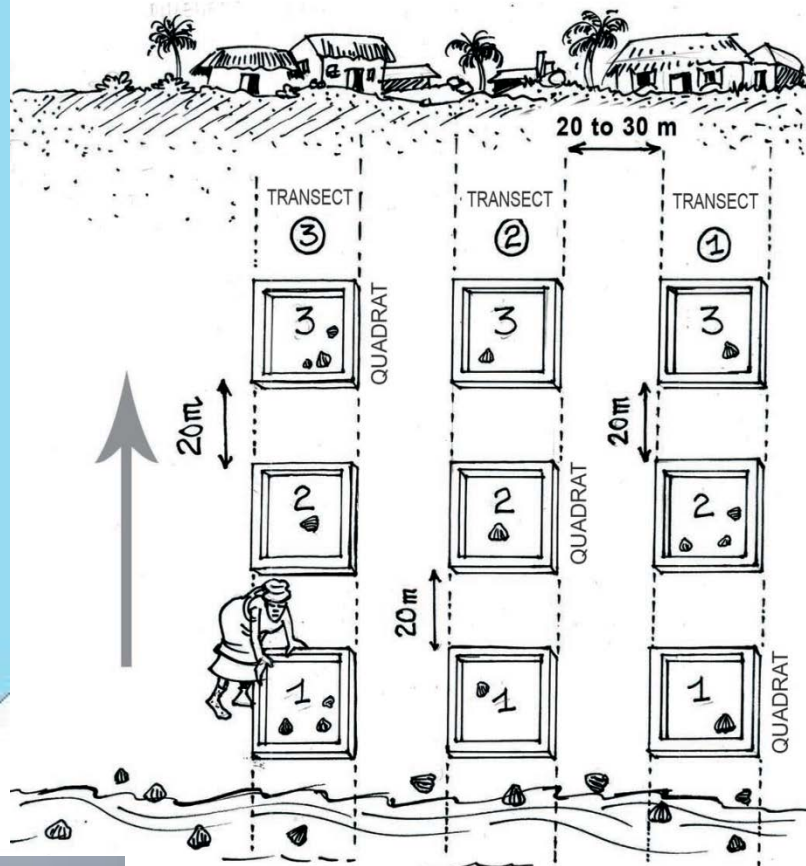 20 to 30 m
TRANSECT TRANSECT TRANSECT
3 2 1
3 3 3
QUADRAT
20m 20m
2 2 2
QUADRAT
20m
1 1 1
QUADRAT